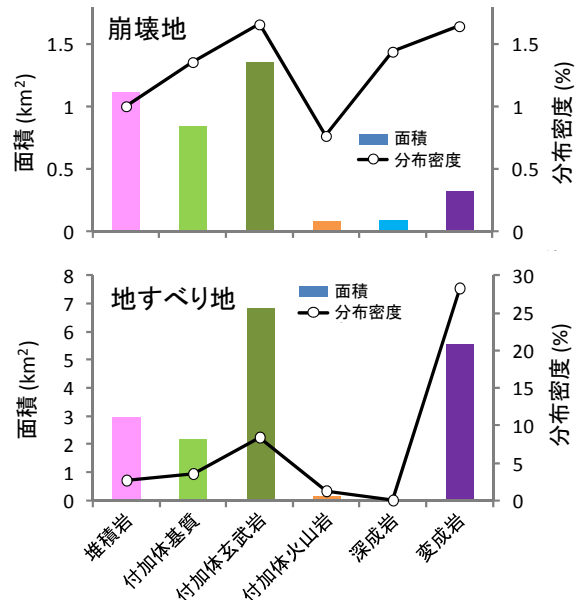 崩壊地
1.5
1
0.5
0
面積 (km²)
面積
分布密度
1.5
1
0.5
0
分布密度 (%)
地すべり地
8
7
6
5
4
3
2
1
0
面積 (km²)
面積
分布密度
30
25
20
15
10
5
0
分布密度 (%)
堆積岩
付加体基質
付加体玄武岩
付加体火山岩
深成岩
変成岩